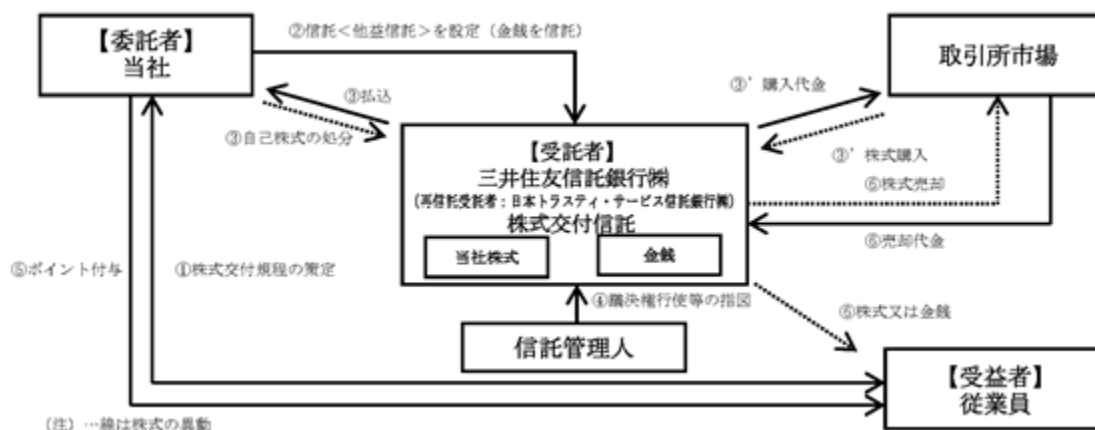 【委託者】
当社
②信託<他益信託>を設定（金銭を信託）
取引所市場
③払込
③自己株式の処分
③’購入代金
③’株式購入
【受託者】
三井住友信託銀行㈱
（再信託受託者：日本トラスティ・サービス信託銀行㈱）
株式交付信託
当社株式
金銭
⑥株式売却
⑥売却代金
⑤ポイント付与
①株式交付規程の策定
④議決権行使等の指図
⑥株式又は金銭
信託管理人
【受益者】
従業員
（注）…線は株式の異動